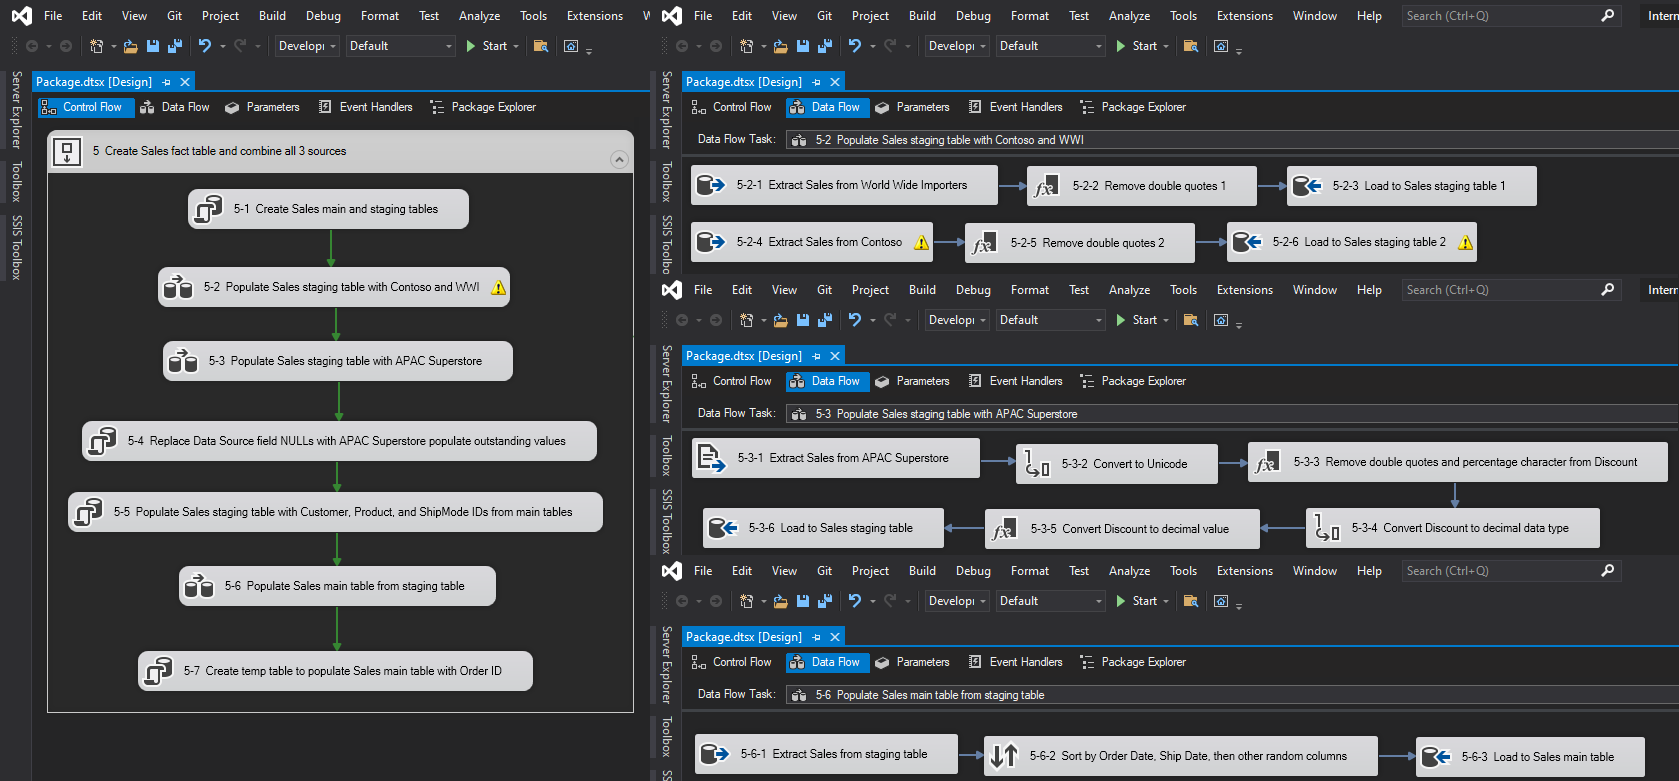 File Edit View Git Project Build Debug Format Test Analyze Tools Extensions
Default Start
Package.dtsx [Design]
Control Flow Data Flow Parameters Event Handlers Package Explorer
Server Explorer
Toolbox
SSIS Toolbox
5 Create Sales fact table and combine all 3 sources
5-1 Create Sales main and staging tables
5-2 Populate Sales staging table with Contoso and WWI
5-3 Populate Sales staging table with APAC Superstore
5-4 Replace Data Source field NULLs with APAC Superstore populate outstanding values
5-5 Populate Sales staging table with Customer, Product, and ShipMode IDs from main tables
5-6 Populate Sales main table from staging table
5-7 Create temp table to populate Sales main table with Order ID
File Edit View Git Project Build Debug Format Test Analyze Tools Extensions Window Help Search (Ctrl+Q)
Default Start
Package.dtsx [Design]
Control Flow Data Flow Parameters Event Handlers Package Explorer
Server Explorer
Toolbox
Data Flow Task: 5-2 Populate Sales staging table with Contoso and WWI
5-2-1 Extract Sales from World Wide Importers
5-2-2 Remove double quotes 1
5-2-3 Load to Sales staging table 1
5-2-4 Extract Sales from Contoso
5-2-5 Remove double quotes 2
5-2-6 Load to Sales staging table 2
File Edit View Git Project Build Debug Format Test Analyze Tools Extensions Window Help Search (Ctrl+Q)
Default Start
Package.dtsx [Design]
Control Flow Data Flow Parameters Event Handlers Package Explorer
Server Explorer
Toolbox
SSIS Toolbox
Data Flow Task: 5-3 Populate Sales staging table with APAC Superstore
5-3-1 Extract Sales from APAC Superstore
5-3-2 Convert to Unicode
5-3-3 Remove double quotes and percentage character from Discount
5-3-4 Convert Discount to decimal data type
5-3-5 Convert Discount to decimal value
5-3-6 Load to Sales staging table
File Edit View Git Project Build Debug Format Test Analyze Tools Extensions Window Help Search (Ctrl+Q)
Default Start
Package.dtsx [Design]
Control Flow Data Flow Parameters Event Handlers Package Explorer
Server Explorer
Toolbox
Data Flow Task: 5-6 Populate Sales main table from staging table
5-6-1 Extract Sales from staging table
5-6-2 Sort by Order Date, Ship Date, then other random columns
5-6-3 Load to Sales main table